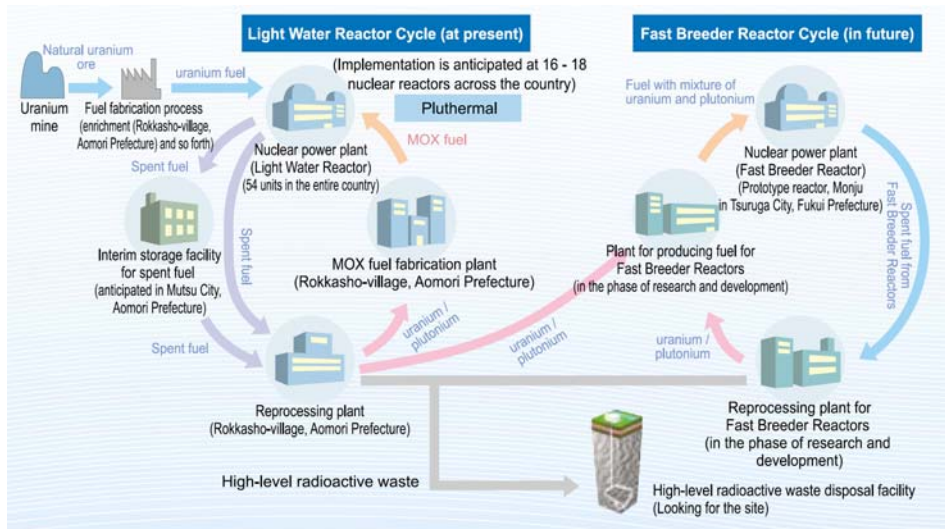 Light Water Reactor Cycle (at present)
Fast Breeder Reactor Cycle (in future)
Natural uranium
ore
uranium fuel
Uranium
mine
Fuel fabrication process
(enrichment (Rokkasho-village,
Aomori Prefecture) and so forth)
(Implementation is anticipated at 16 - 18
nuclear reactors across the country)
Pluthermal
MOX fuel
Nuclear power plant
(Light Water Reactor)
(54 units in the entire country)
Spent fuel
Spent fuel
Interim storage facility
for spent fuel
(anticipated in Mutsu City,
Aomori Prefecture)
Spent fuel
MOX fuel fabrication plant
(Rokkasho-village, Aomori Prefecture)
uranium /
plutonium
uranium /
plutonium
Reprocessing plant
(Rokkasho-village, Aomori Prefecture)
Fuel with mixture of
uranium and plutonium
Nuclear power plant
(Fast Breeder Reactor)
(Prototype reactor, Monju
in Tsuruga City, Fukui Prefecture)
Spent fuel from
Fast Breeder Reactors
Plant for producing fuel for
Fast Breeder Reactors
(in the phase of research and development)
uranium /
plutonium
Reprocessing plant for
Fast Breeder Reactors
(in the phase of research and
development)
High-level radioactive waste
High-level radioactive waste disposal facility
(Looking for the site)